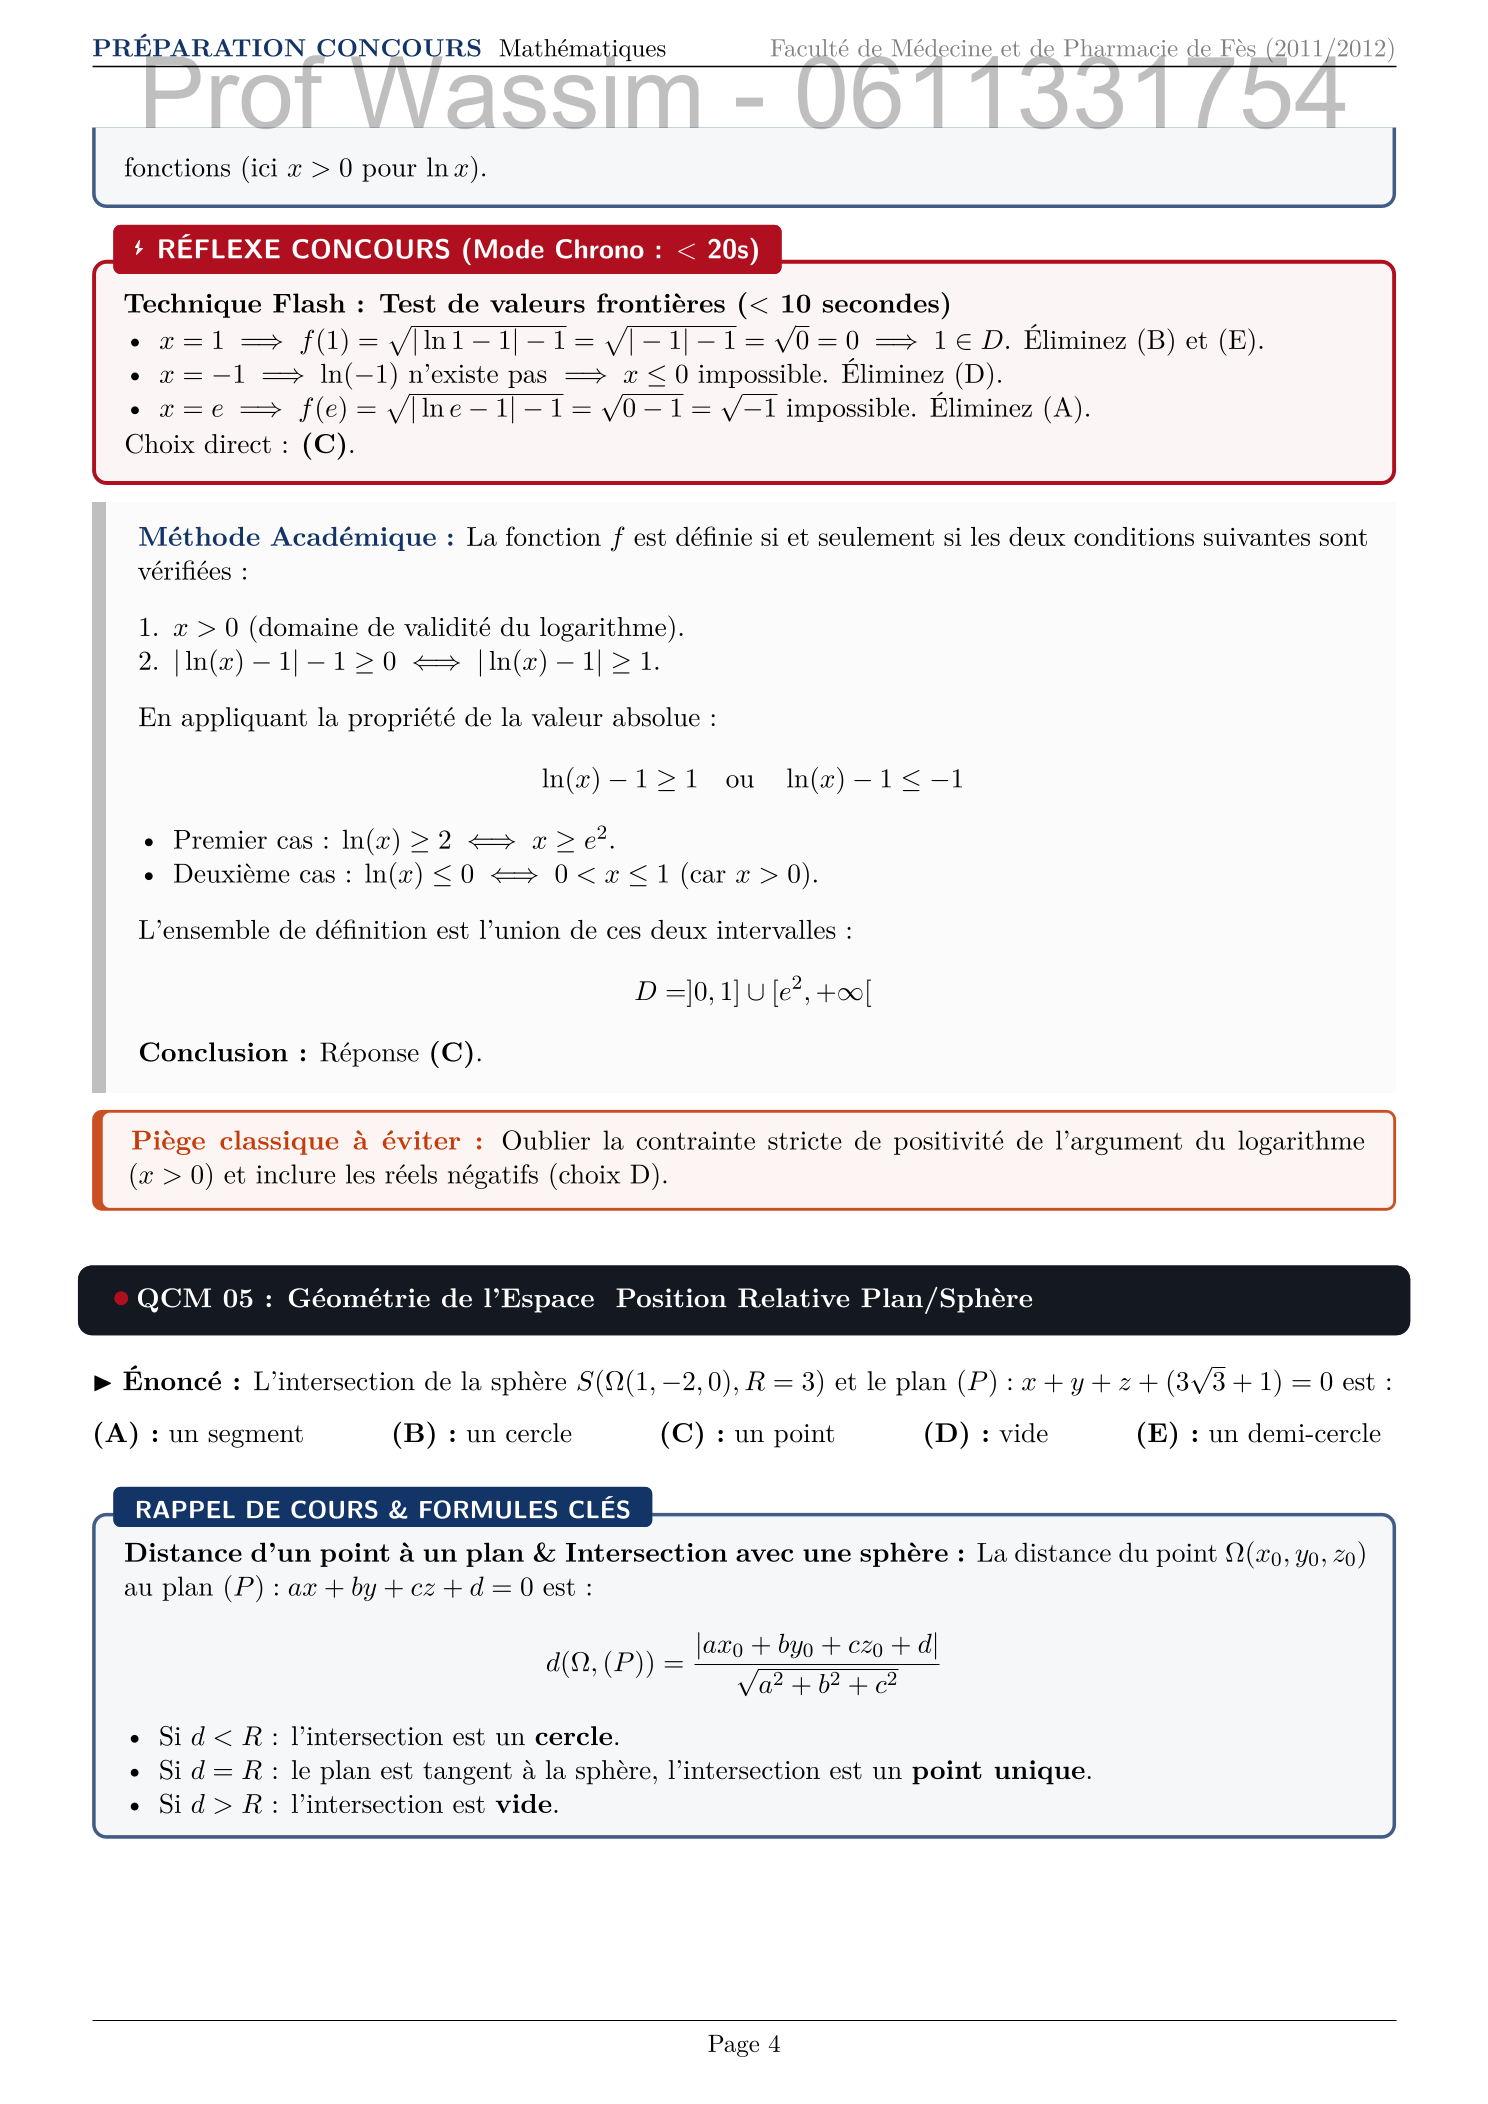 PRÉPARATION CONCOURS Mathématiques Faculté de Médecine et de Pharmacie de Fès (2011/2012)
Prof Wassim - 0611331754
fonctions (ici x > 0 pour ln x).
RÉFLEXE CONCOURS (Mode Chrono : < 20s)
Technique Flash : Test de valeurs frontières (< 10 secondes)
• x = 1 ⟹ f(1) = √(|ln 1 − 1| − 1) = √(|−1| − 1) = √0 = 0 ⟹ 1 ∈ D. Éliminez (B) et (E).
• x = −1 ⟹ ln(−1) n'existe pas ⟹ x ≤ 0 impossible. Éliminez (D).
• x = e ⟹ f(e) = √(|ln e − 1| − 1) = √(0 − 1) = √−1 impossible. Éliminez (A).
Choix direct : (C).
Méthode Académique : La fonction f est définie si et seulement si les deux conditions suivantes sont
vérifiées :
1. x > 0 (domaine de validité du logarithme).
2. |ln(x) − 1| − 1 ≥ 0 ⟺ |ln(x) − 1| ≥ 1.
En appliquant la propriété de la valeur absolue :
ln(x) − 1 ≥ 1 ou ln(x) − 1 ≤ −1
• Premier cas : ln(x) ≥ 2 ⟺ x ≥ e².
• Deuxième cas : ln(x) ≤ 0 ⟺ 0 < x ≤ 1 (car x > 0).
L'ensemble de définition est l'union de ces deux intervalles :
D =]0, 1] ∪ [e², +∞[
Conclusion : Réponse (C).
Piège classique à éviter : Oublier la contrainte stricte de positivité de l'argument du logarithme
(x > 0) et inclure les réels négatifs (choix D).
● QCM 05 : Géométrie de l'Espace Position Relative Plan/Sphère
▶ Énoncé : L'intersection de la sphère S(Ω(1, −2, 0), R = 3) et le plan (P) : x + y + z + (3√3 + 1) = 0 est :
(A) : un segment (B) : un cercle (C) : un point (D) : vide (E) : un demi-cercle
RAPPEL DE COURS & FORMULES CLÉS
Distance d'un point à un plan & Intersection avec une sphère : La distance du point Ω(x₀, y₀, z₀)
au plan (P) : ax + by + cz + d = 0 est :
d(Ω, (P)) = |ax₀ + by₀ + cz₀ + d| / √(a² + b² + c²)
• Si d < R : l'intersection est un cercle.
• Si d = R : le plan est tangent à la sphère, l'intersection est un point unique.
• Si d > R : l'intersection est vide.
Page 4